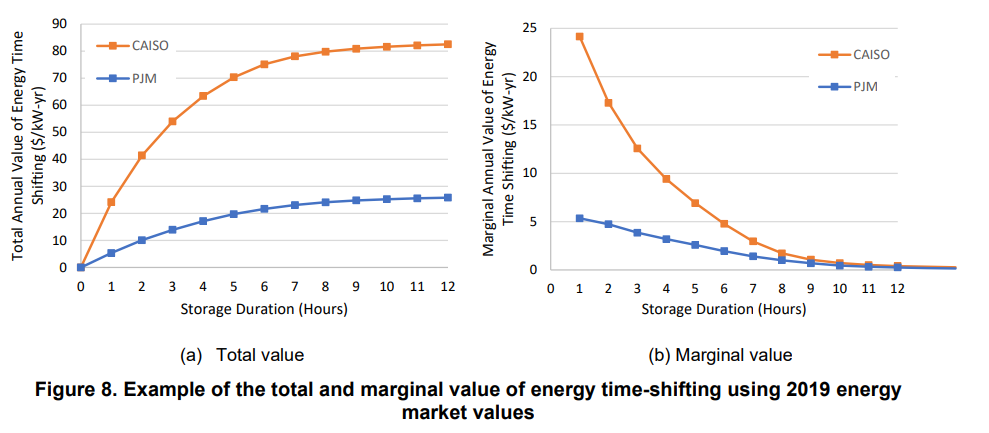 Total Annual Value of Energy Time
Shifting ($/kW-yr)
90
80
70
60
50
40
30
20
10
0
CAISO
PJM
0 1 2 3 4 5 6 7 8 9 10 11 12
Storage Duration (Hours)
(a) Total value
Marginal Annual Value of Energy
Time Shifting ($/kW-yr)
25
20
15
10
5
0
CAISO
PJM
0 1 2 3 4 5 6 7 8 9 10 11 12
Storage Duration (Hours)
(b) Marginal value
Figure 8. Example of the total and marginal value of energy time-shifting using 2019 energy
market values